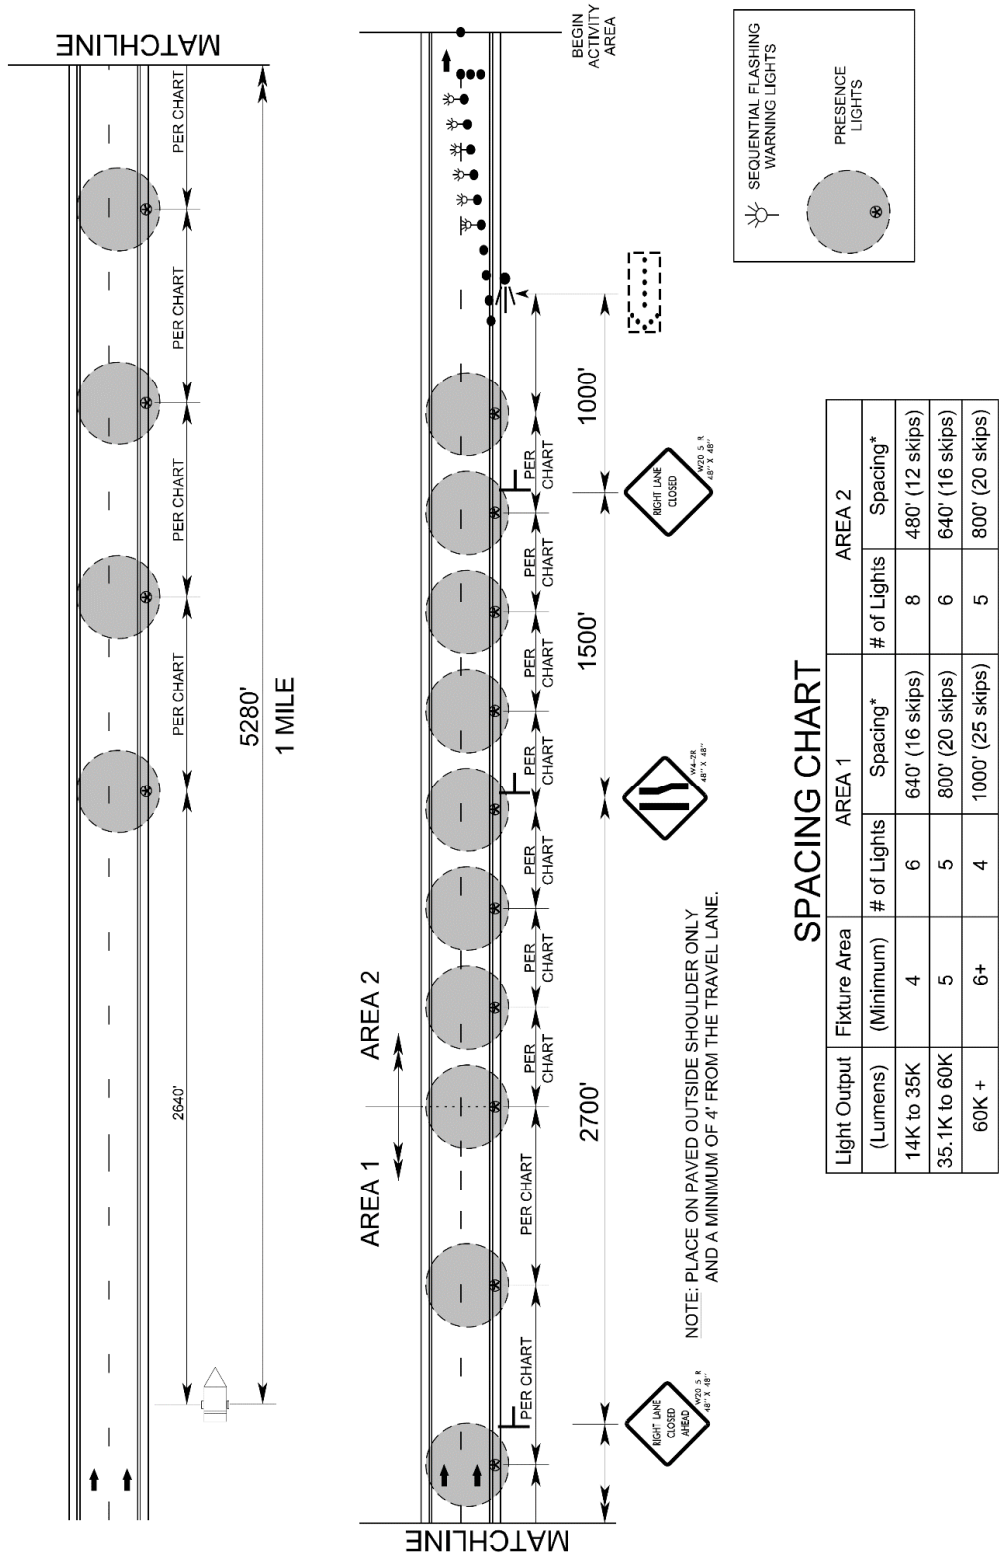 MATCHLINE
PER CHART
PER CHART
PER CHART
PER CHART
2640'
5280'
1 MILE
MATCHLINE
AREA 1
AREA 2
PER CHART
PER CHART
PER
CHART
PER
CHART
PER
CHART
PER
CHART
PER
CHART
PER
CHART
PER
CHART
BEGIN
ACTIVITY
AREA
2700'
1500'
1000'
RIGHT LANE
CLOSED
AHEAD
W20 5 R
48" X 48"
W4-2R
48" X 48"
RIGHT LANE
CLOSED
W20 5 R
48" X 48"
NOTE: PLACE ON PAVED OUTSIDE SHOULDER ONLY
AND A MINIMUM OF 4' FROM THE TRAVEL LANE.
SEQUENTIAL FLASHING
WARNING LIGHTS
PRESENCE
LIGHTS
SPACING CHART
Light Output Fixture Area AREA 1 AREA 2
(Lumens) (Minimum) # of Lights Spacing* # of Lights Spacing*
14K to 35K 4 6 640' (16 skips) 8 480' (12 skips)
35.1K to 60K 5 5 800' (20 skips) 6 640' (16 skips)
60K + 6+ 4 1000' (25 skips) 5 800' (20 skips)